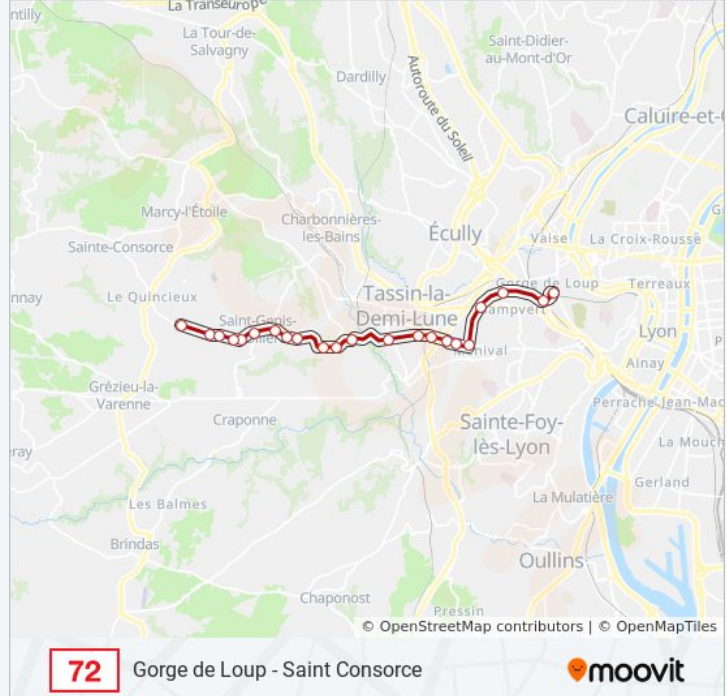 ntilly
La Transeurope
La Tour-de-
Salvagny
Saint-Didier-
au-Mont-d'Or
Dardilly
Autoroute du Soleil
Caluire-et-C
Marcy-l'Étoile
Charbonnières-
les-Bains
Écully
Vaise
La Croix-Rousse
Sainte-Consorce
Gorge de Loup
Terreaux
nnay
Le Quincieux
Tassin-la-
Demi-Lune
Saint-Genis-
Lyon
Ménival
Ainay
Grézieu-la-
Varenne
Perrache
Jean-Mac
Craponne
Sainte-Foy-
lès-Lyon
La Mouch
ray
Gerland
Les Balmes
La Mulatière
Brindas
Oullins
Chaponost
Pressin
© OpenStreetMap contributors | © OpenMapTiles
72 Gorge de Loup - Saint Consorce
moovit